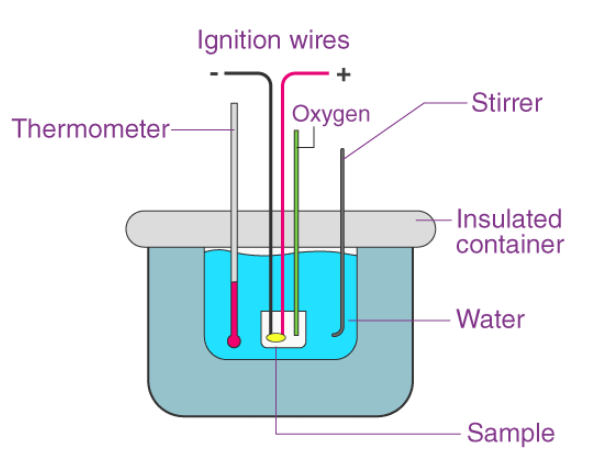 Ignition wires
- +
Oxygen
Stirrer
Thermometer
Insulated
container
Water
Sample